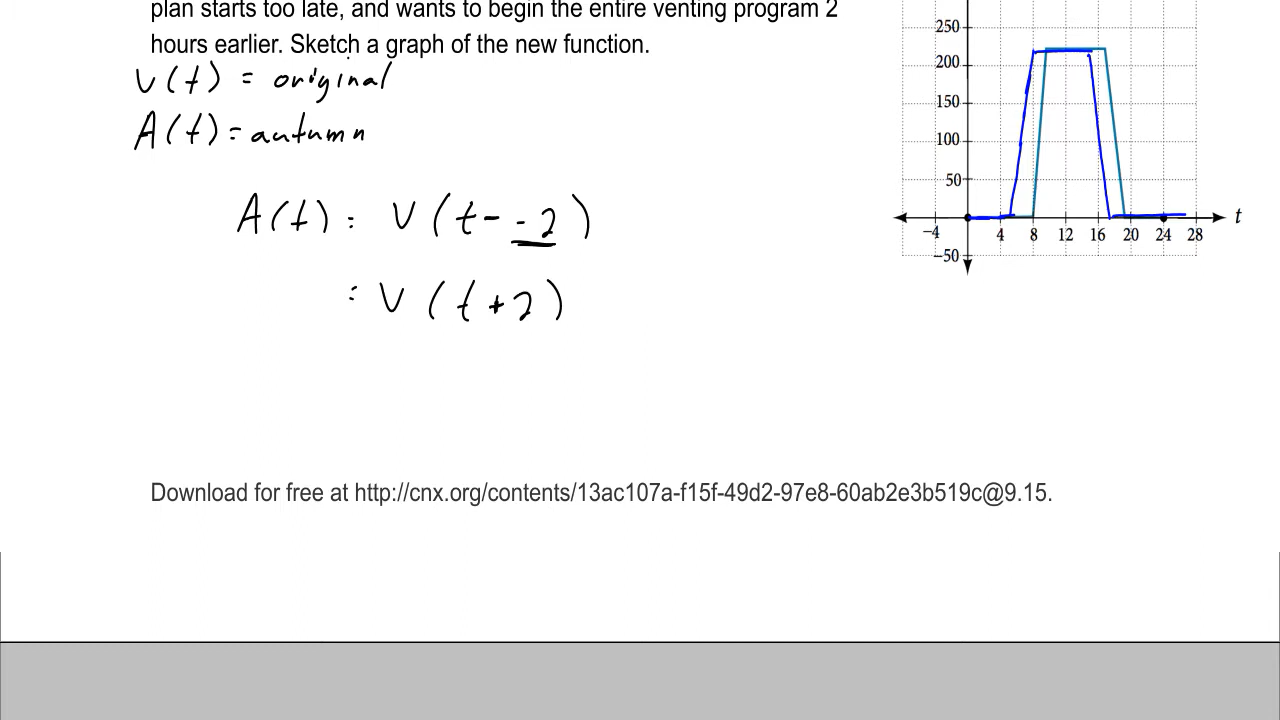 plan starts too late, and wants to begin the entire venting program 2
hours earlier. Sketch a graph of the new function.
V(t) = original
A(t) = autumn
A(t) = V(t - -2)
= V(t+2)
250
200
150
100
50
-50
-4 4 8 12 16 20 24 28
t
Download for free at http://cnx.org/contents/13ac107a-f15f-49d2-97e8-60ab2e3b519c@9.15.